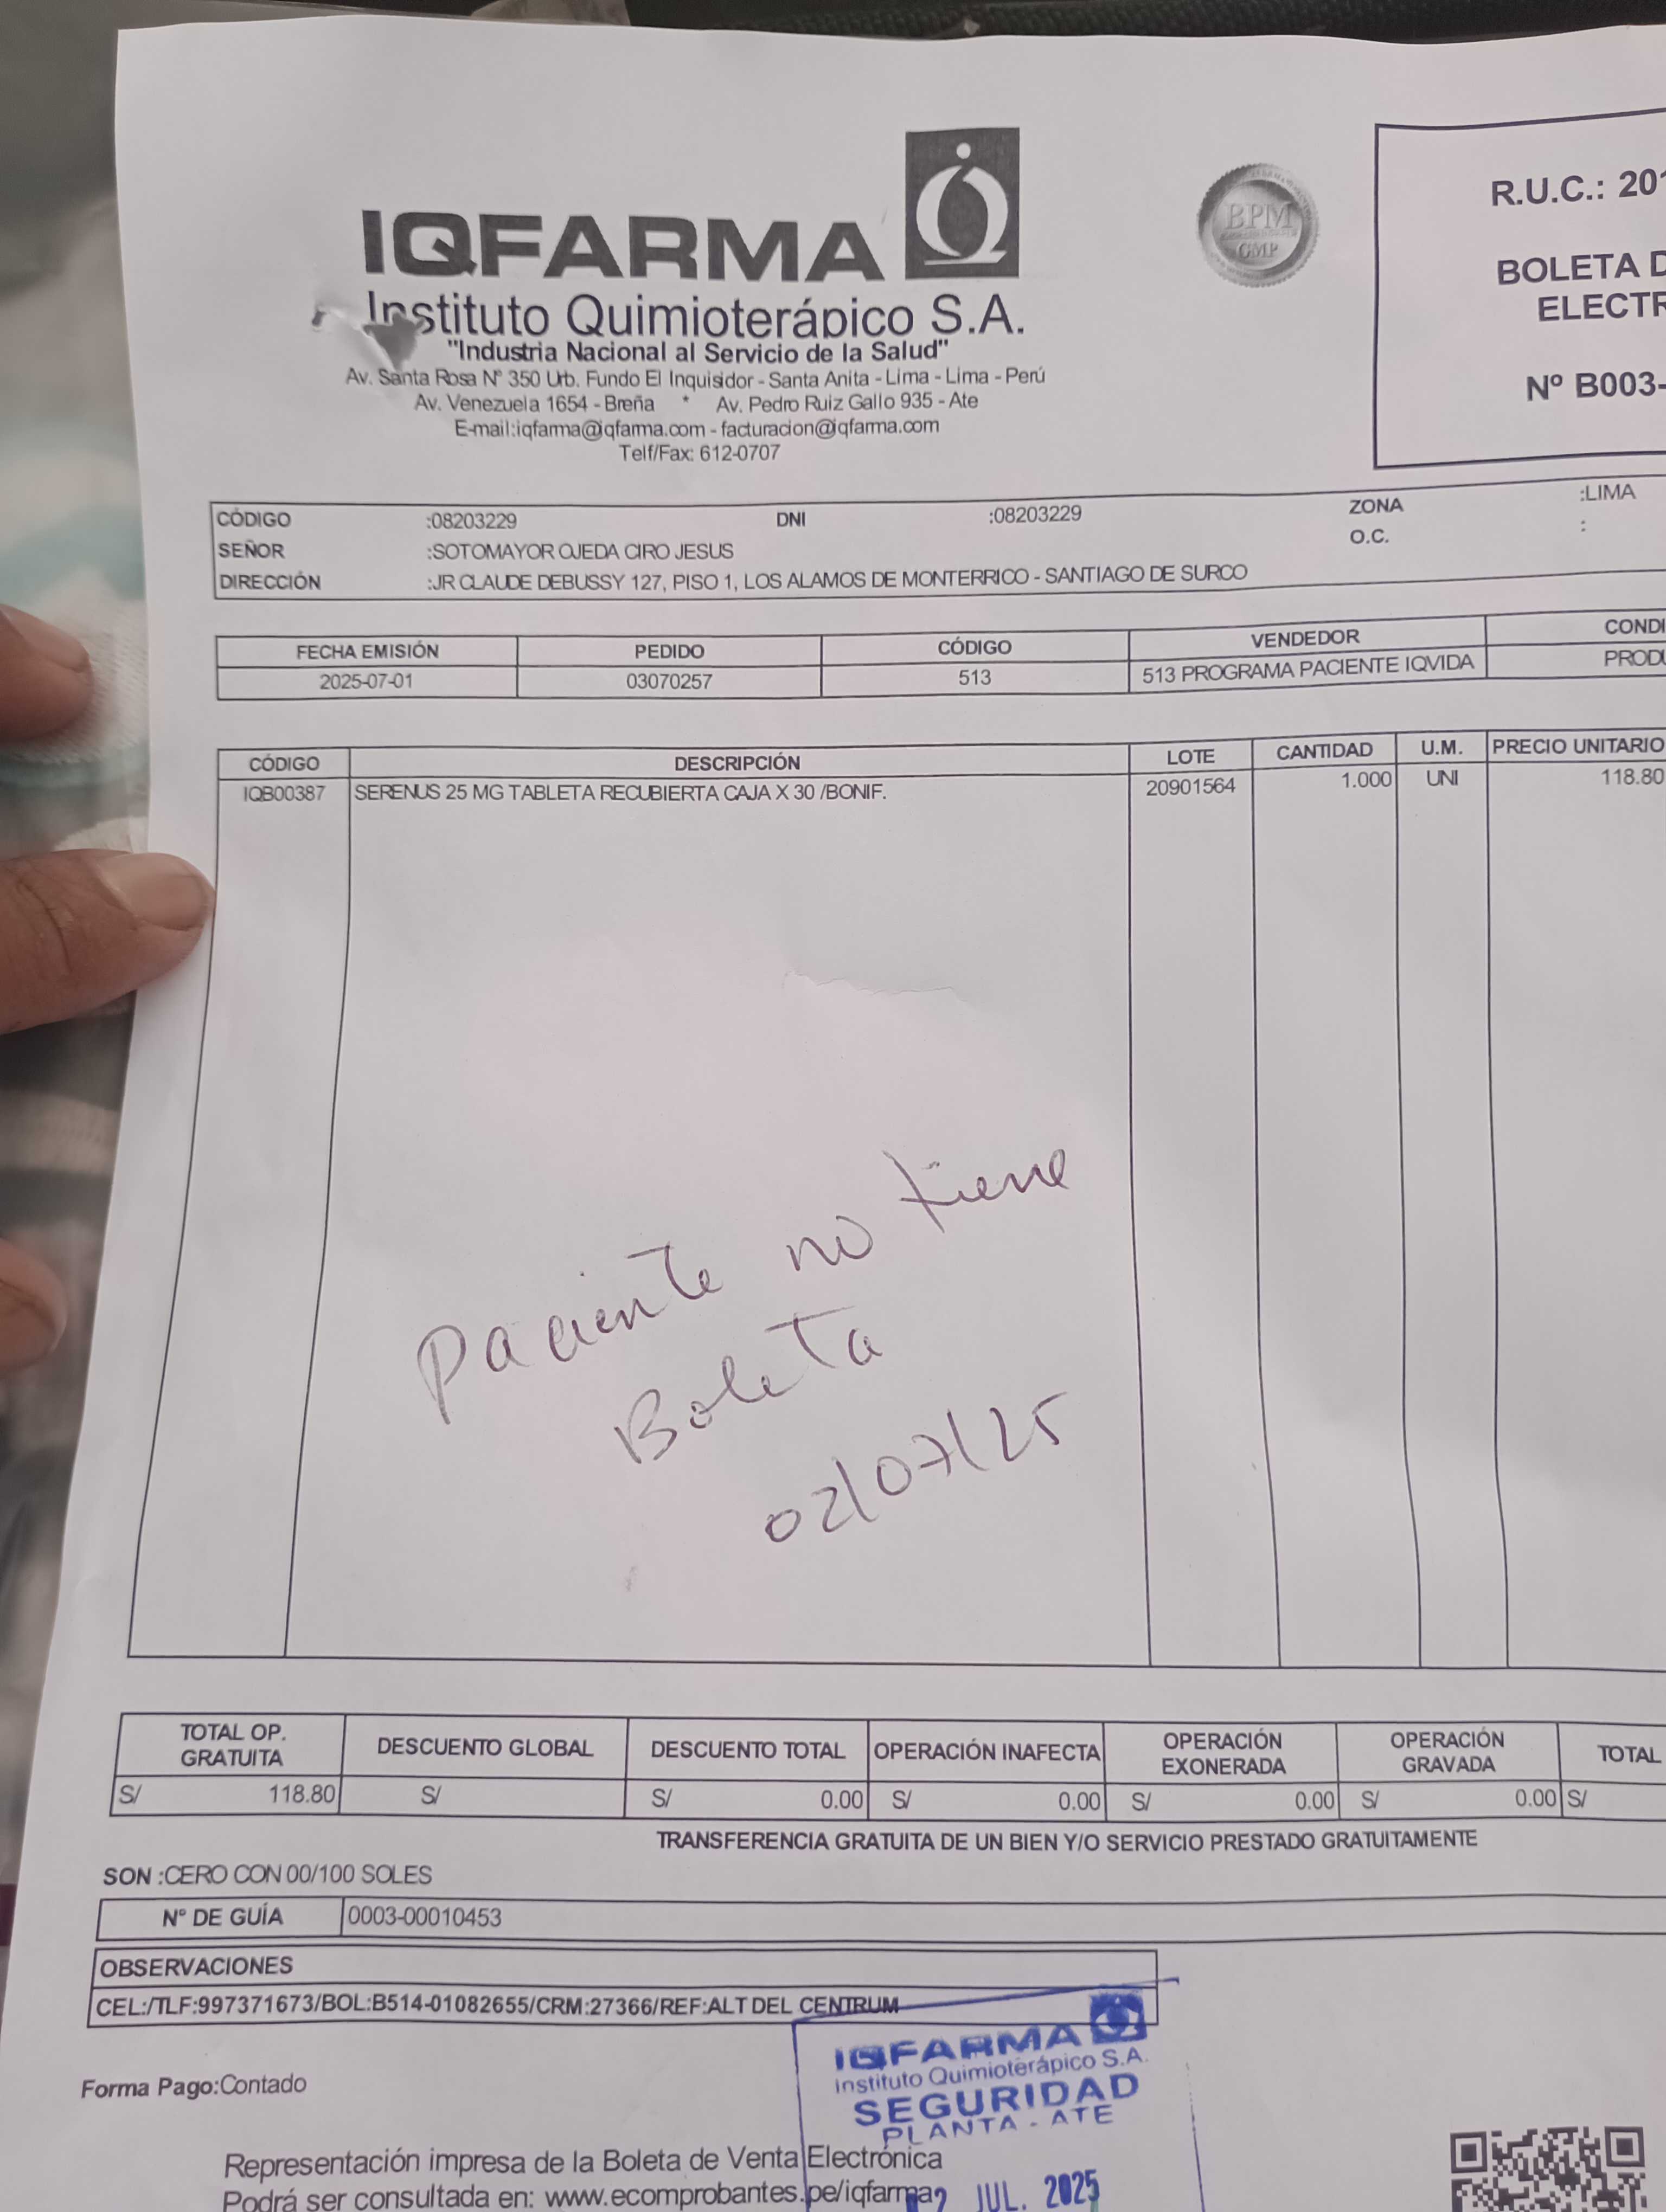 IQFARMA
Instituto Quimioterápico S.A.
"Industria Nacional al Servicio de la Salud"
Av. Santa Rosa Nº 350 Urb. Fundo El Inquisidor - Santa Anita - Lima - Lima - Perú
Av. Venezuela 1654 - Breña * Av. Pedro Ruiz Gallo 935 - Ate
E-mail:iqfarma@iqfarma.com - facturacion@iqfarma.com
Telf/Fax: 612-0707
BPM
GMP
R.U.C.: 201
BOLETA D
ELECTR
Nº B003-
CÓDIGO :08203229 DNI :08203229 ZONA :LIMA
SEÑOR :SOTOMAYOR OJEDA CIRO JESUS O.C. :
DIRECCIÓN :JR CLAUDE DEBUSSY 127, PISO 1, LOS ALAMOS DE MONTERRICO - SANTIAGO DE SURCO
FECHA EMISIÓN PEDIDO CÓDIGO VENDEDOR CONDI
2025-07-01 03070257 513 513 PROGRAMA PACIENTE IQVIDA PRODU
CÓDIGO DESCRIPCIÓN LOTE CANTIDAD U.M. PRECIO UNITARIO
IQB00387 SERENUS 25 MG TABLETA RECUBIERTA CAJA X 30 /BONIF. 20901564 1.000 UNI 118.80
Paciente no tiene
Boleta
02/07/25
TOTAL OP. GRATUITA DESCUENTO GLOBAL DESCUENTO TOTAL OPERACIÓN INAFECTA OPERACIÓN EXONERADA OPERACIÓN GRAVADA TOTAL
S/ 118.80 S/ S/ 0.00 S/ 0.00 S/ 0.00 S/ 0.00 S/
TRANSFERENCIA GRATUITA DE UN BIEN Y/O SERVICIO PRESTADO GRATUITAMENTE
SON :CERO CON 00/100 SOLES
Nº DE GUÍA 0003-00010453
OBSERVACIONES
CEL:/TLF:997371673/BOL:B514-01082655/CRM:27366/REF:ALT DEL CENTRUM
IQFARMA
Instituto Quimioterápico S.A.
SEGURIDAD
PLANTA - ATE
JUL. 2025
Forma Pago:Contado
Representación impresa de la Boleta de Venta Electrónica
Podrá ser consultada en: www.ecomprobantes.pe/iqfarma